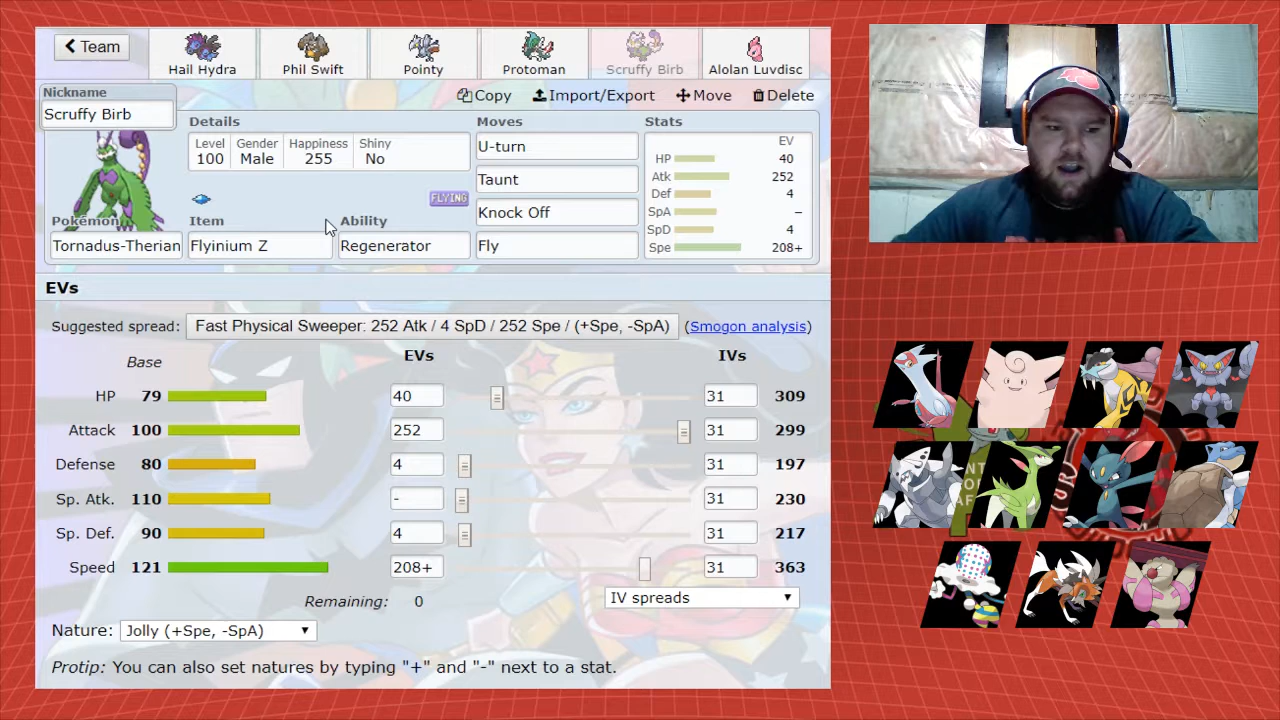 Team
Hail Hydra
Phil Swift
Pointy
Protoman
Scruffy Birb
Alolan Luvdisc
Nickname
Scruffy Birb
Copy
Import/Export
Move
Delete
Details
Level Gender Happiness Shiny
100 Male 255 No
FLYING
Pokémon Item Ability
Tornadus-Therian Flyinium Z Regenerator
Moves
U-turn
Taunt
Knock Off
Fly
Stats
EV
HP 40
Atk 252
Def 4
SpA –
SpD 4
Spe 208+
EVs
Suggested spread: Fast Physical Sweeper: 252 Atk / 4 SpD / 252 Spe / (+Spe, -SpA) (Smogon analysis)
Base EVs IVs
HP 79 40 31 309
Attack 100 252 31 299
Defense 80 4 31 197
Sp. Atk. 110 - 31 230
Sp. Def. 90 4 31 217
Speed 121 208+ 31 363
Remaining: 0
IV spreads
Nature: Jolly (+Spe, -SpA)
Protip: You can also set natures by typing "+" and "-" next to a stat.